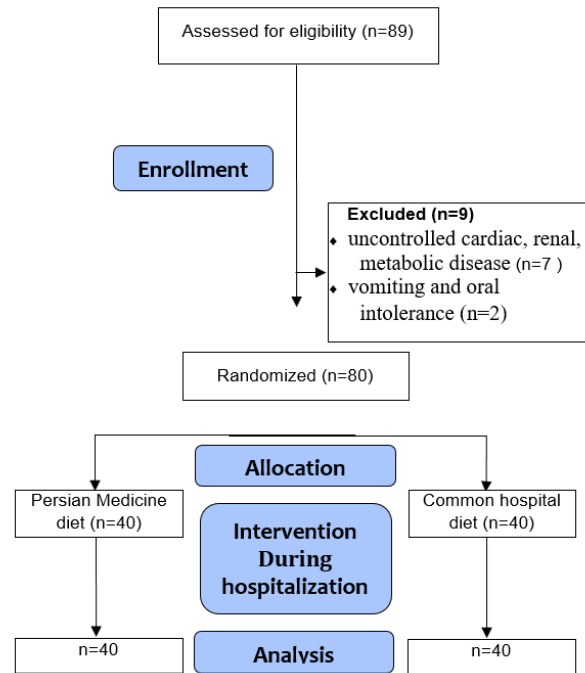 Assessed for eligibility (n=89)
Enrollment
Excluded (n=9)
♦ uncontrolled cardiac, renal,
metabolic disease (n=7 )
♦ vomiting and oral
intolerance (n=2)
Randomized (n=80)
Allocation
Persian Medicine
diet (n=40)
Common hospital
diet (n=40)
Intervention
During
hospitalization
n=40
Analysis
n=40